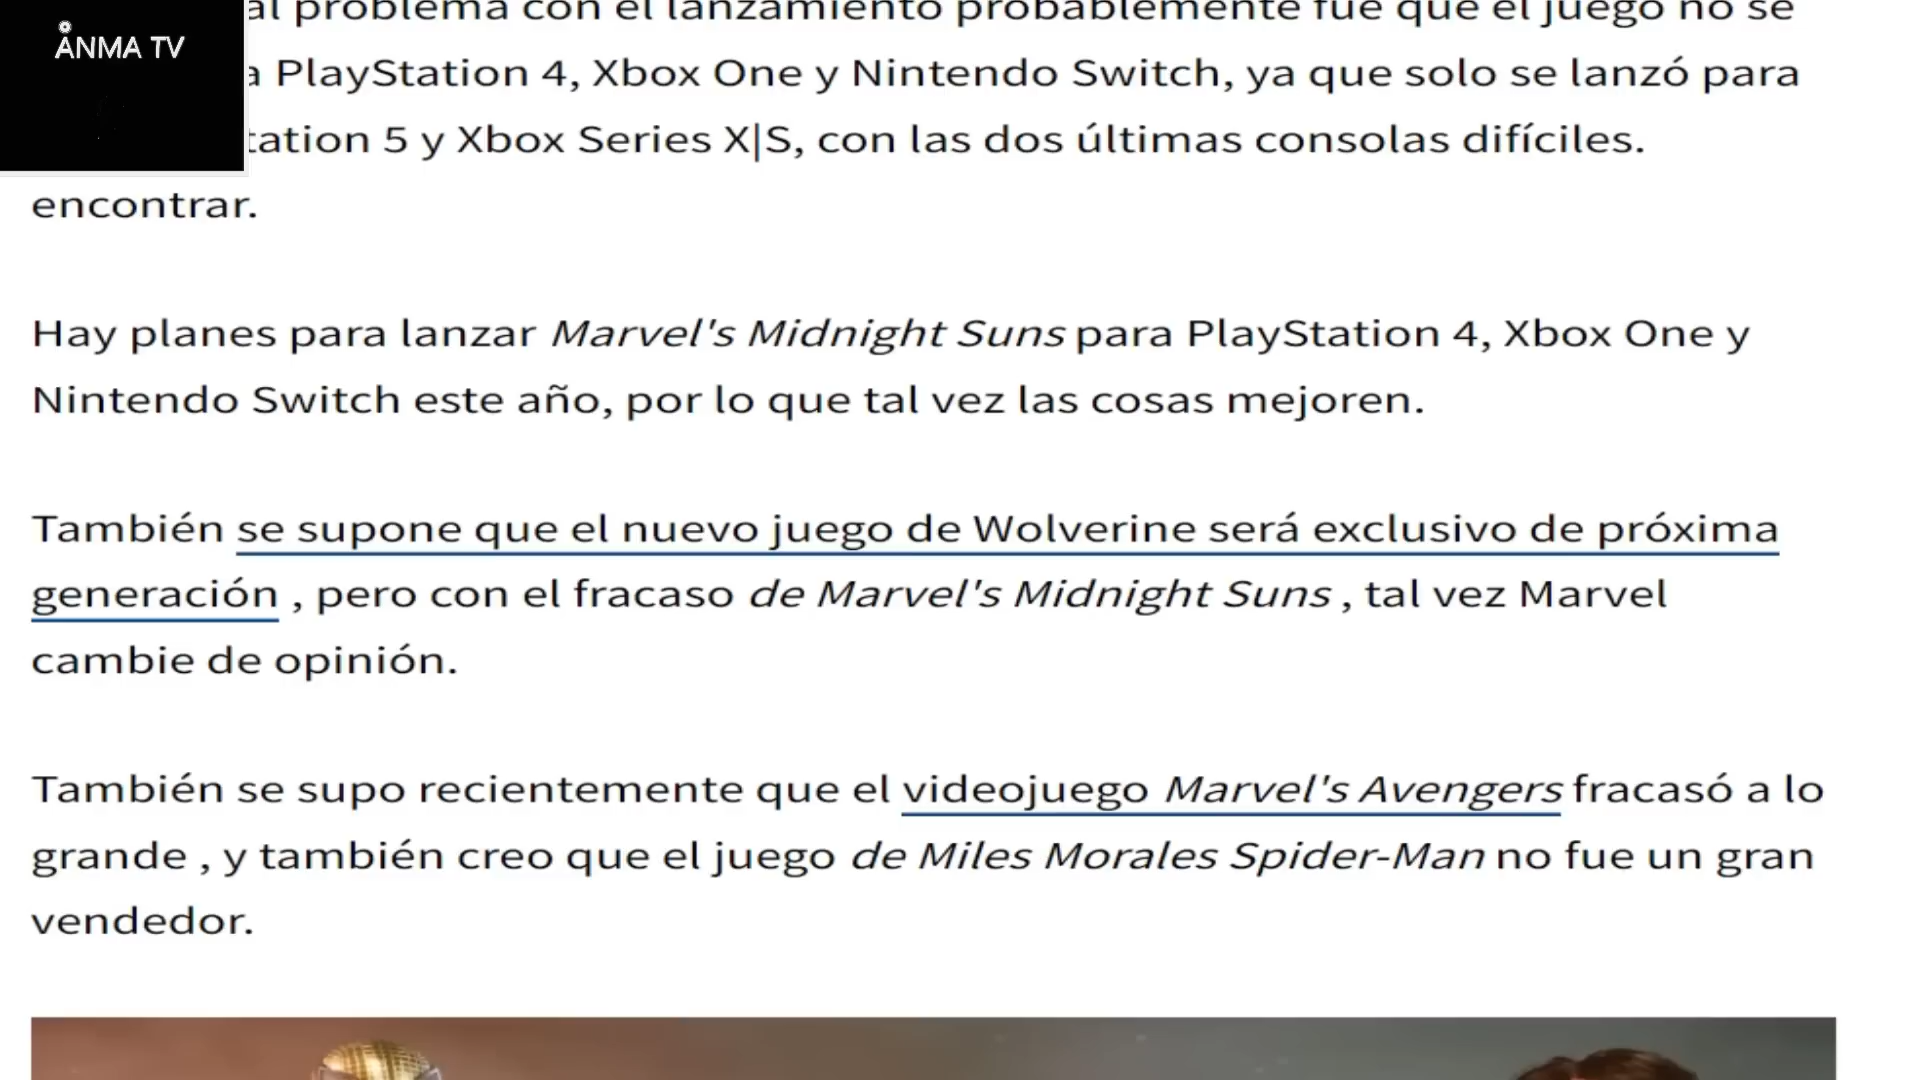 ÅNMA TV
al problema con el lanzamiento probablemente fue que el juego no se
a PlayStation 4, Xbox One y Nintendo Switch, ya que solo se lanzó para
tation 5 y Xbox Series X|S, con las dos últimas consolas difíciles.
encontrar.
Hay planes para lanzar Marvel's Midnight Suns para PlayStation 4, Xbox One y
Nintendo Switch este año, por lo que tal vez las cosas mejoren.
También se supone que el nuevo juego de Wolverine será exclusivo de próxima
generación , pero con el fracaso de Marvel's Midnight Suns , tal vez Marvel
cambie de opinión.
También se supo recientemente que el videojuego Marvel's Avengers fracasó a lo
grande , y también creo que el juego de Miles Morales Spider-Man no fue un gran
vendedor.